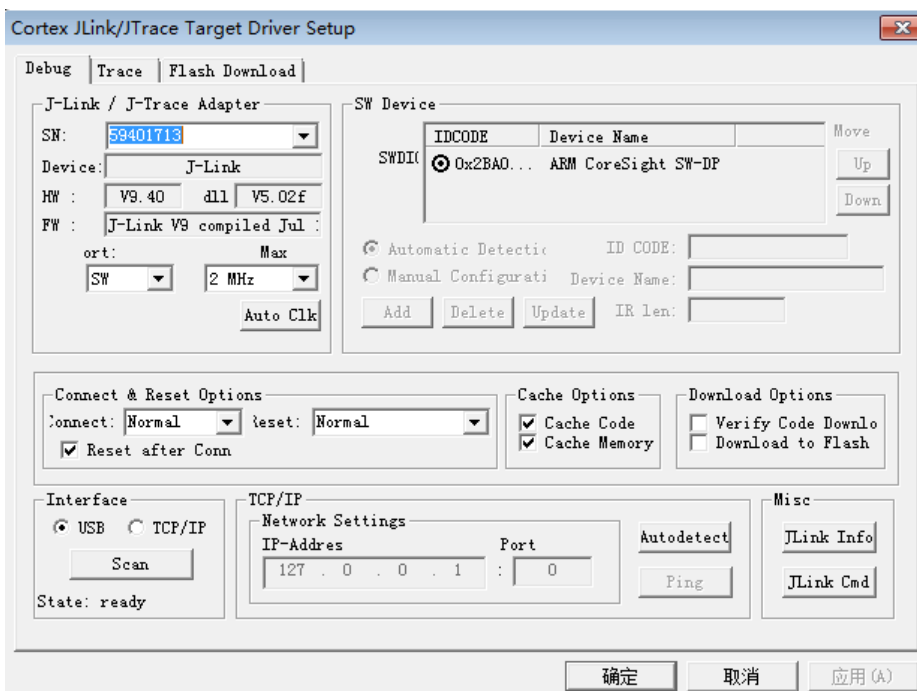 Cortex JLink/JTrace Target Driver Setup
Debug Trace Flash Download
J-Link / J-Trace Adapter
SN: 59401713
Device: J-Link
HW : V9.40 dll V5.02f
FW : J-Link V9 compiled Jul :
ort: Max
SW 2 MHz
Auto Clk
SW Device
IDCODE Device Name
SWDI( 0x2BA0... ARM CoreSight SW-DP
Move
Up
Down
Automatic Detectic ID CODE:
Manual Configurati Device Name:
Add Delete Update IR len:
Connect & Reset Options
onnect: Normal eset: Normal
Reset after Conn
Cache Options
Cache Code
Cache Memory
Download Options
Verify Code Downlo
Download to Flash
Interface
USB TCP/IP
Scan
State: ready
TCP/IP
Network Settings
IP-Addres Port
127 . 0 . 0 . 1 : 0
Autodetect
Ping
Misc
JLink Info
JLink Cmd
确定 取消 应用(A)